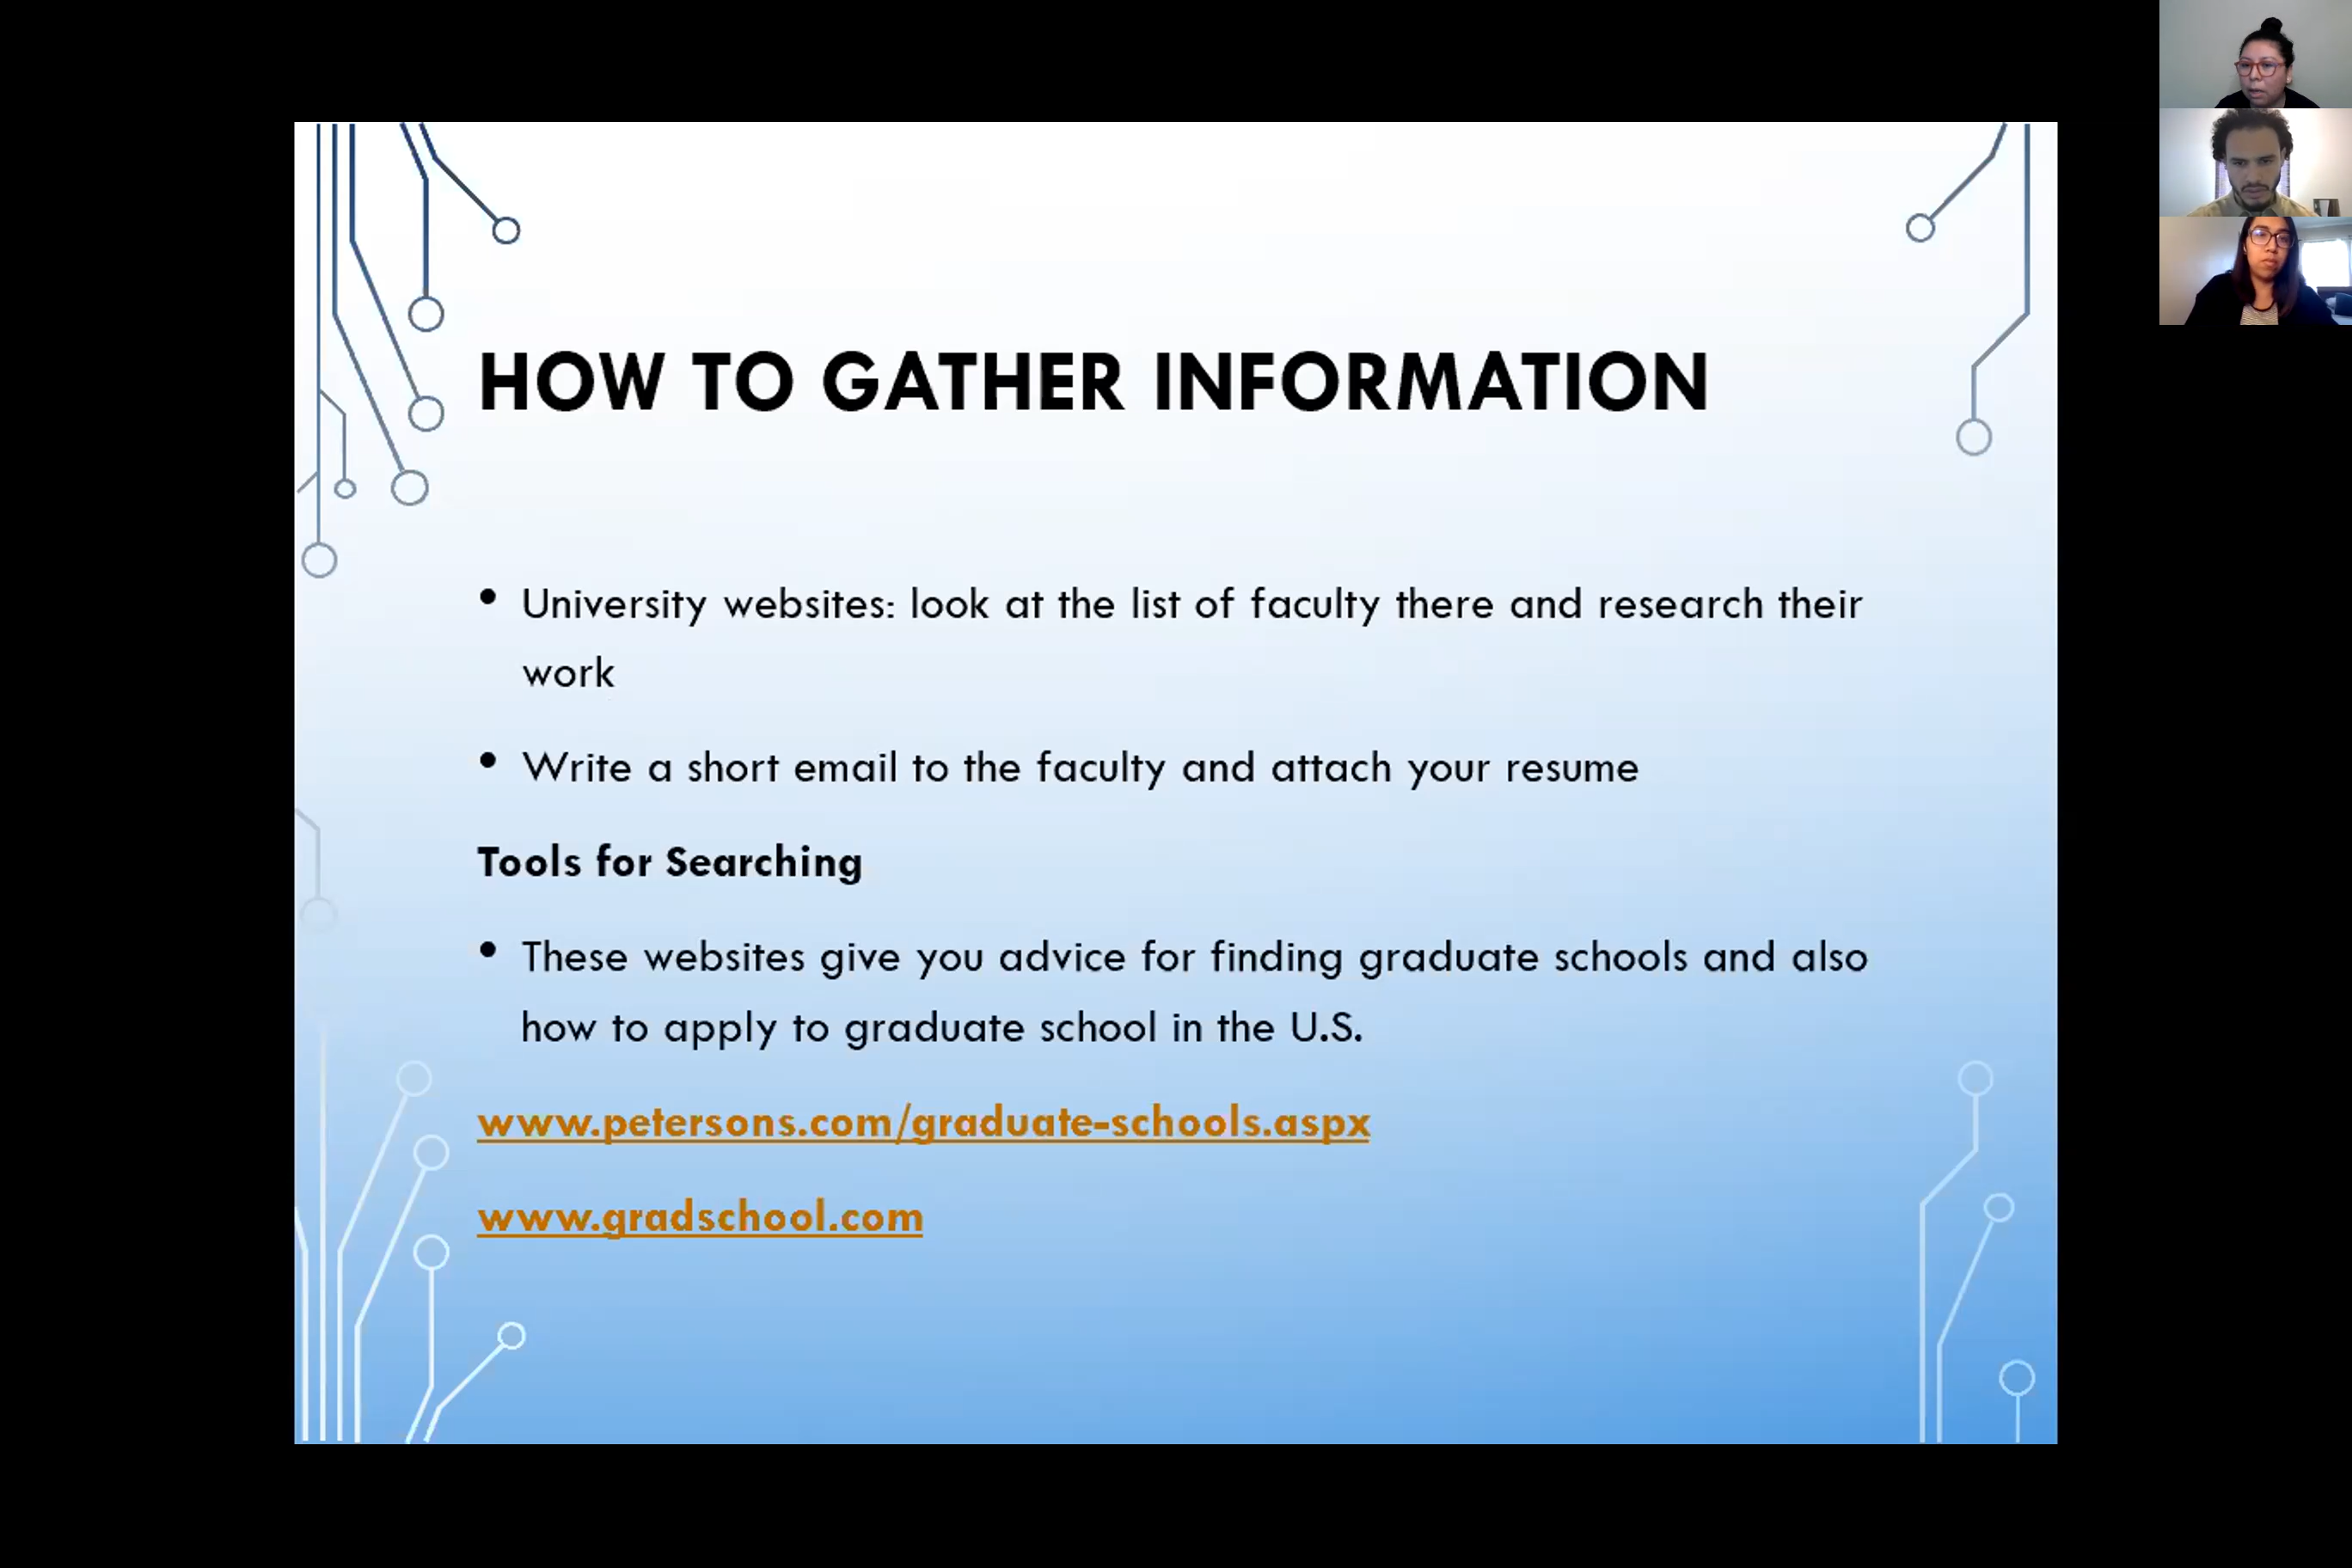 HOW TO GATHER INFORMATION
• University websites: look at the list of faculty there and research their
work
• Write a short email to the faculty and attach your resume
Tools for Searching
• These websites give you advice for finding graduate schools and also
how to apply to graduate school in the U.S.
www.petersons.com/graduate-schools.aspx
www.gradschool.com